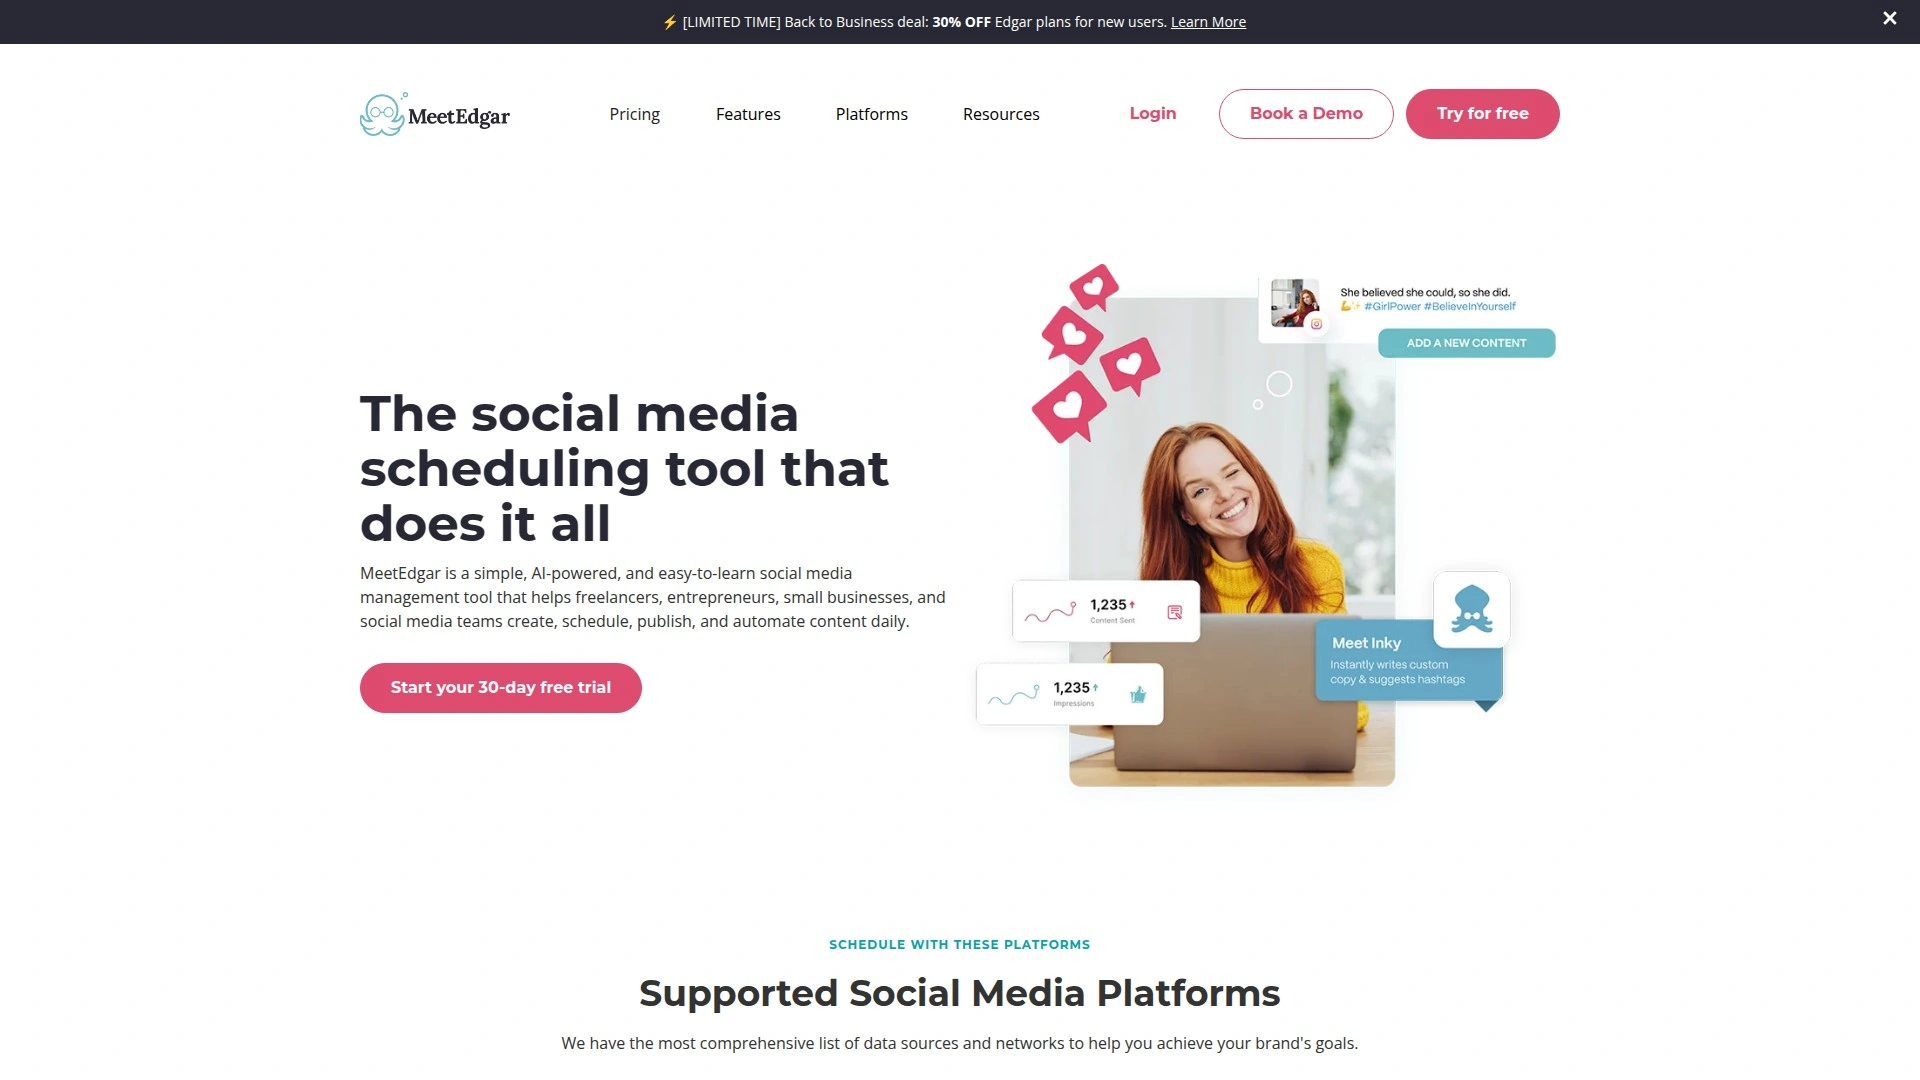 ⚡ [LIMITED TIME] Back to Business deal: 30% OFF Edgar plans for new users. Learn More
MeetEdgar
Pricing
Features
Platforms
Resources
Login
Book a Demo
Try for free
She believed she could, so she did.
💪✨ #GirlPower #BelieveInYourself
ADD A NEW CONTENT
The social media
scheduling tool that
does it all
MeetEdgar is a simple, AI-powered, and easy-to-learn social media
management tool that helps freelancers, entrepreneurs, small businesses, and
social media teams create, schedule, publish, and automate content daily.
Start your 30-day free trial
1,235
Content Sent
1,235
Impressions
Meet Inky
Instantly writes custom
copy & suggests hashtags
SCHEDULE WITH THESE PLATFORMS
Supported Social Media Platforms
We have the most comprehensive list of data sources and networks to help you achieve your brand's goals.